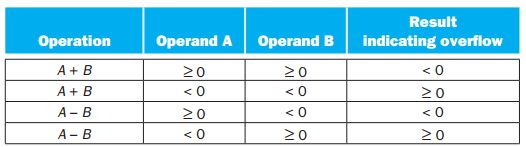 Operation Operand A Operand B Result indicating overflow
A + B ≥ 0 ≥ 0 < 0
A + B < 0 < 0 ≥ 0
A – B ≥ 0 < 0 < 0
A – B < 0 ≥ 0 ≥ 0